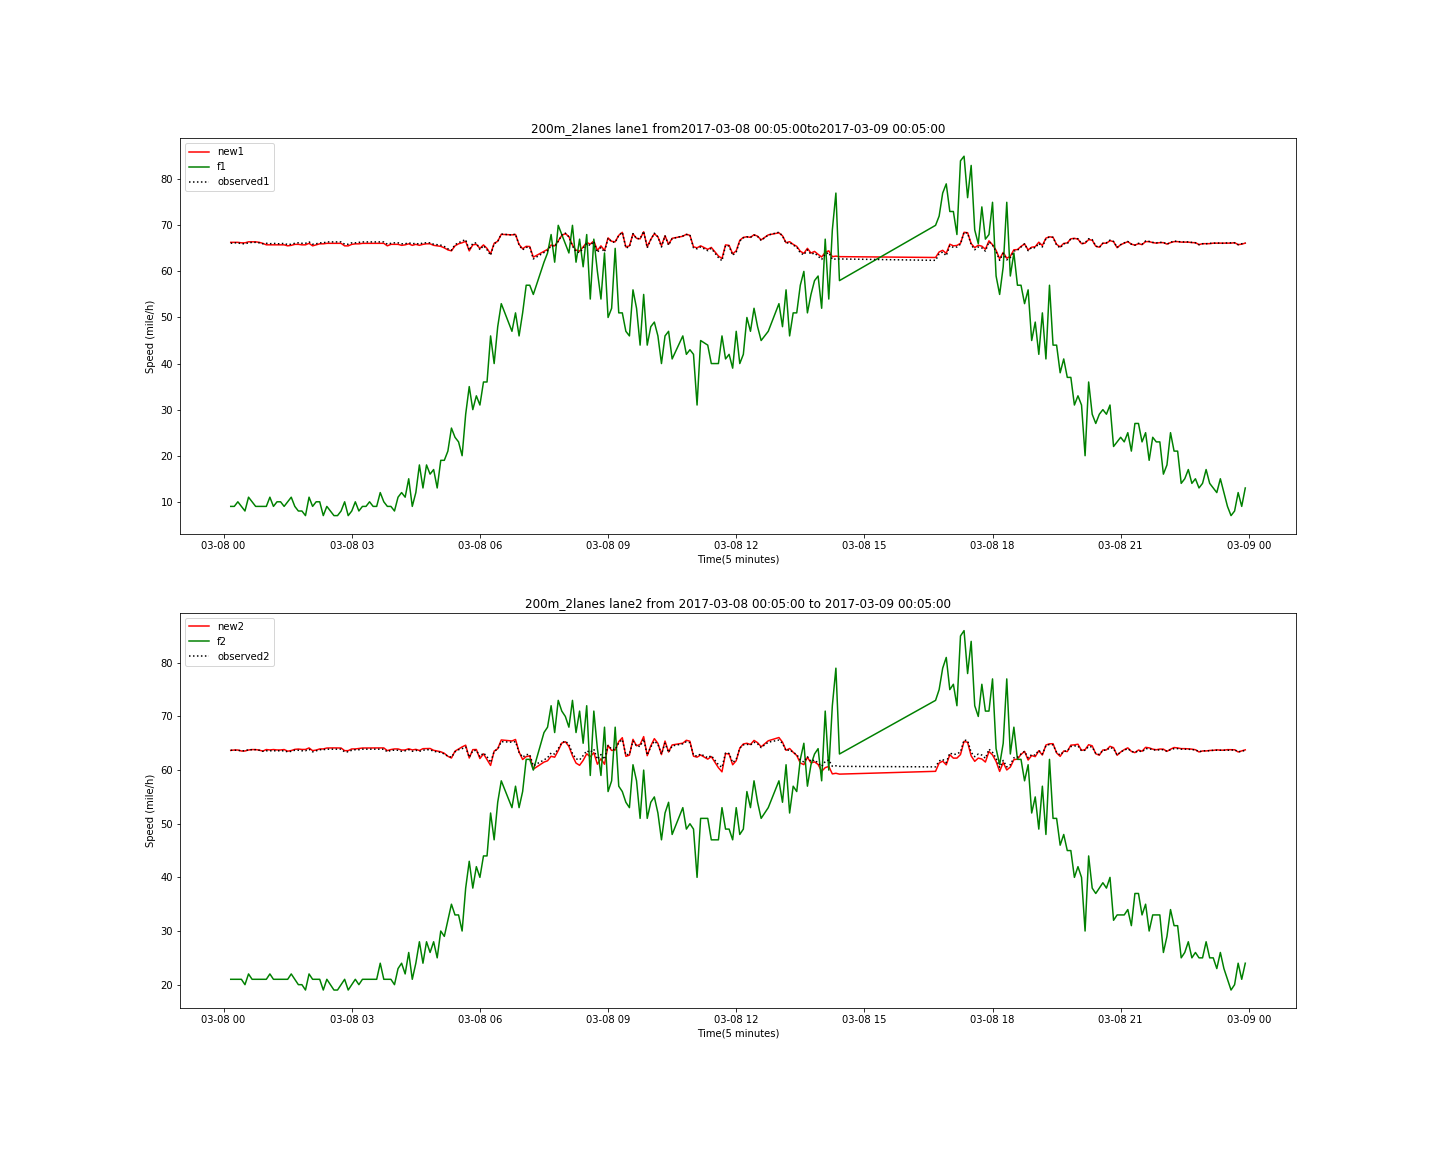 200m_2lanes lane1 from2017-03-08 00:05:00to2017-03-09 00:05:00
new1
f1
observed1
Speed (mile/h)
80
70
60
50
40
30
20
10
03-08 00 03-08 03 03-08 06 03-08 09 03-08 12 03-08 15 03-08 18 03-08 21 03-09 00
Time(5 minutes)
200m_2lanes lane2 from 2017-03-08 00:05:00 to 2017-03-09 00:05:00
new2
f2
observed2
Speed (mile/h)
80
70
60
50
40
30
20
03-08 00 03-08 03 03-08 06 03-08 09 03-08 12 03-08 15 03-08 18 03-08 21 03-09 00
Time(5 minutes)